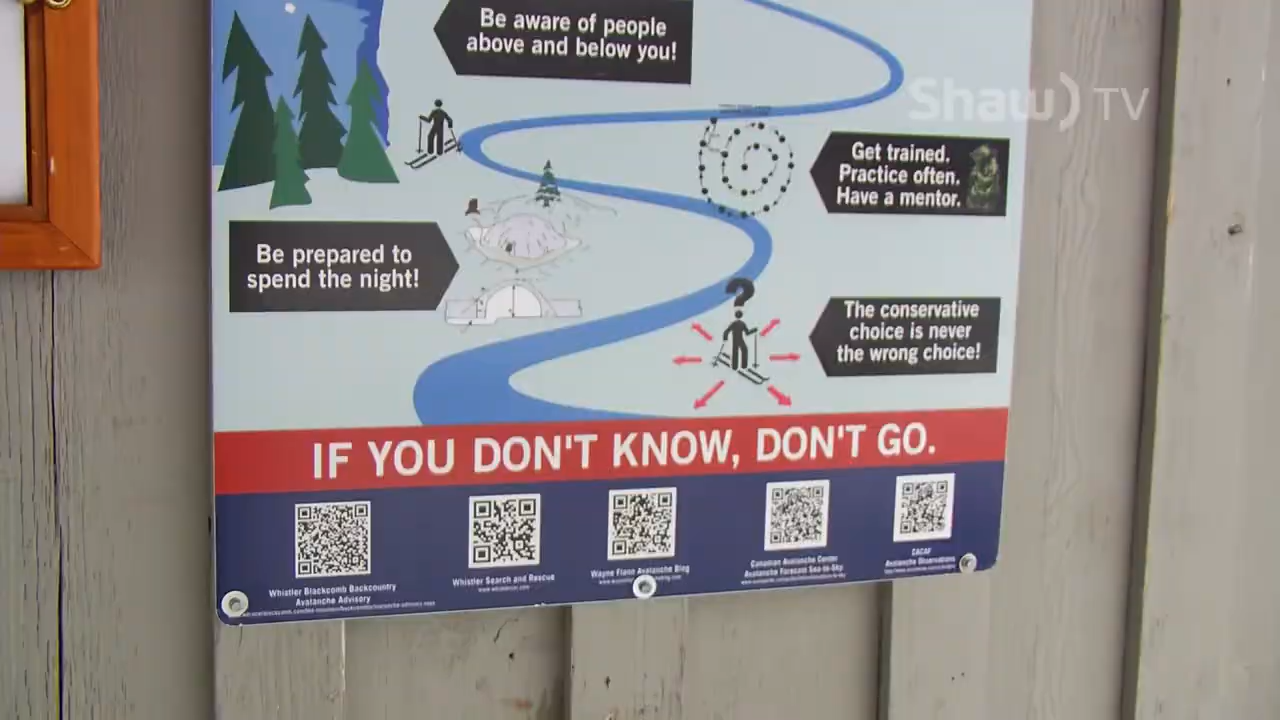 Be aware of people
above and below you!
Shaw) TV
Get trained.
Practice often.
Have a mentor.
Be prepared to
spend the night!
?
The conservative
choice is never
the wrong choice!
IF YOU DON'T KNOW, DON'T GO.
Whistler Blackcomb Backcountry
Avalanche Advisory
Whistler Search and Rescue
Wayne Flann Avalanche Blog
Canadian Avalanche Center
Avalanche Forecast Sea-to-Sky
CACAF
Avalanche Observations